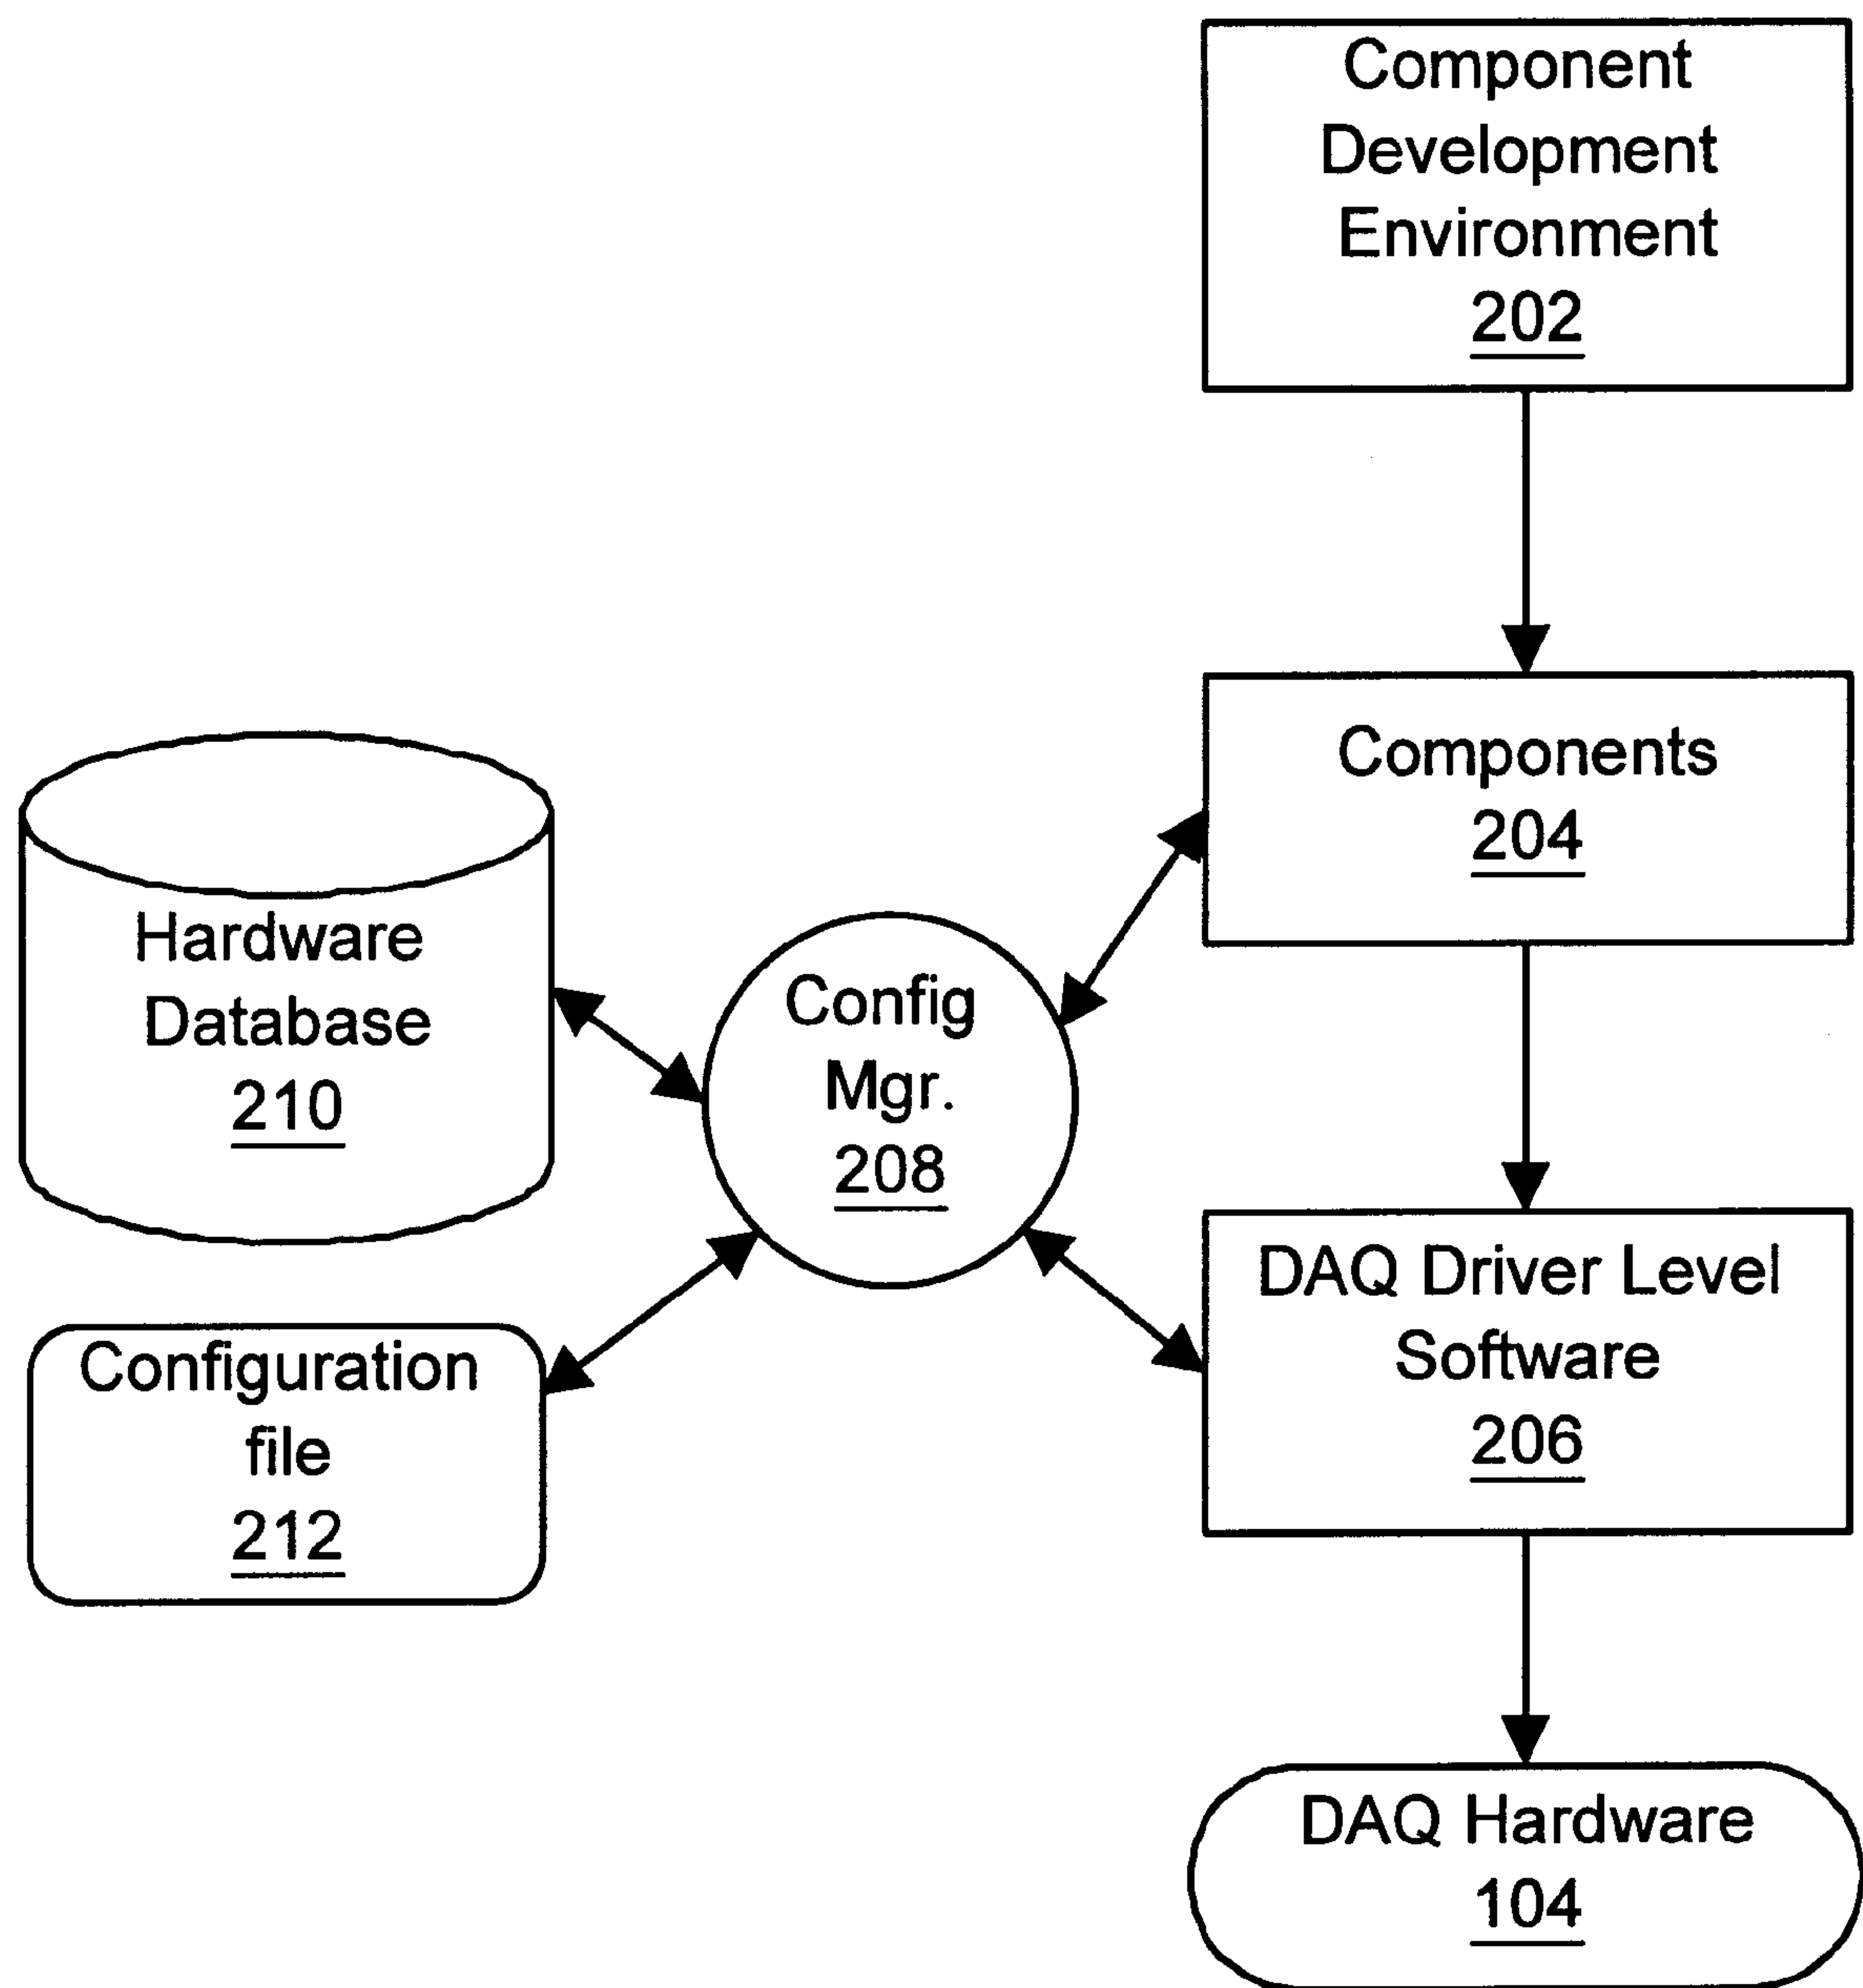 Component
Development
Environment
202
Components
204
Hardware
Database
210
Config
Mgr.
208
DAQ Driver Level
Software
206
Configuration
file
212
DAQ Hardware
104